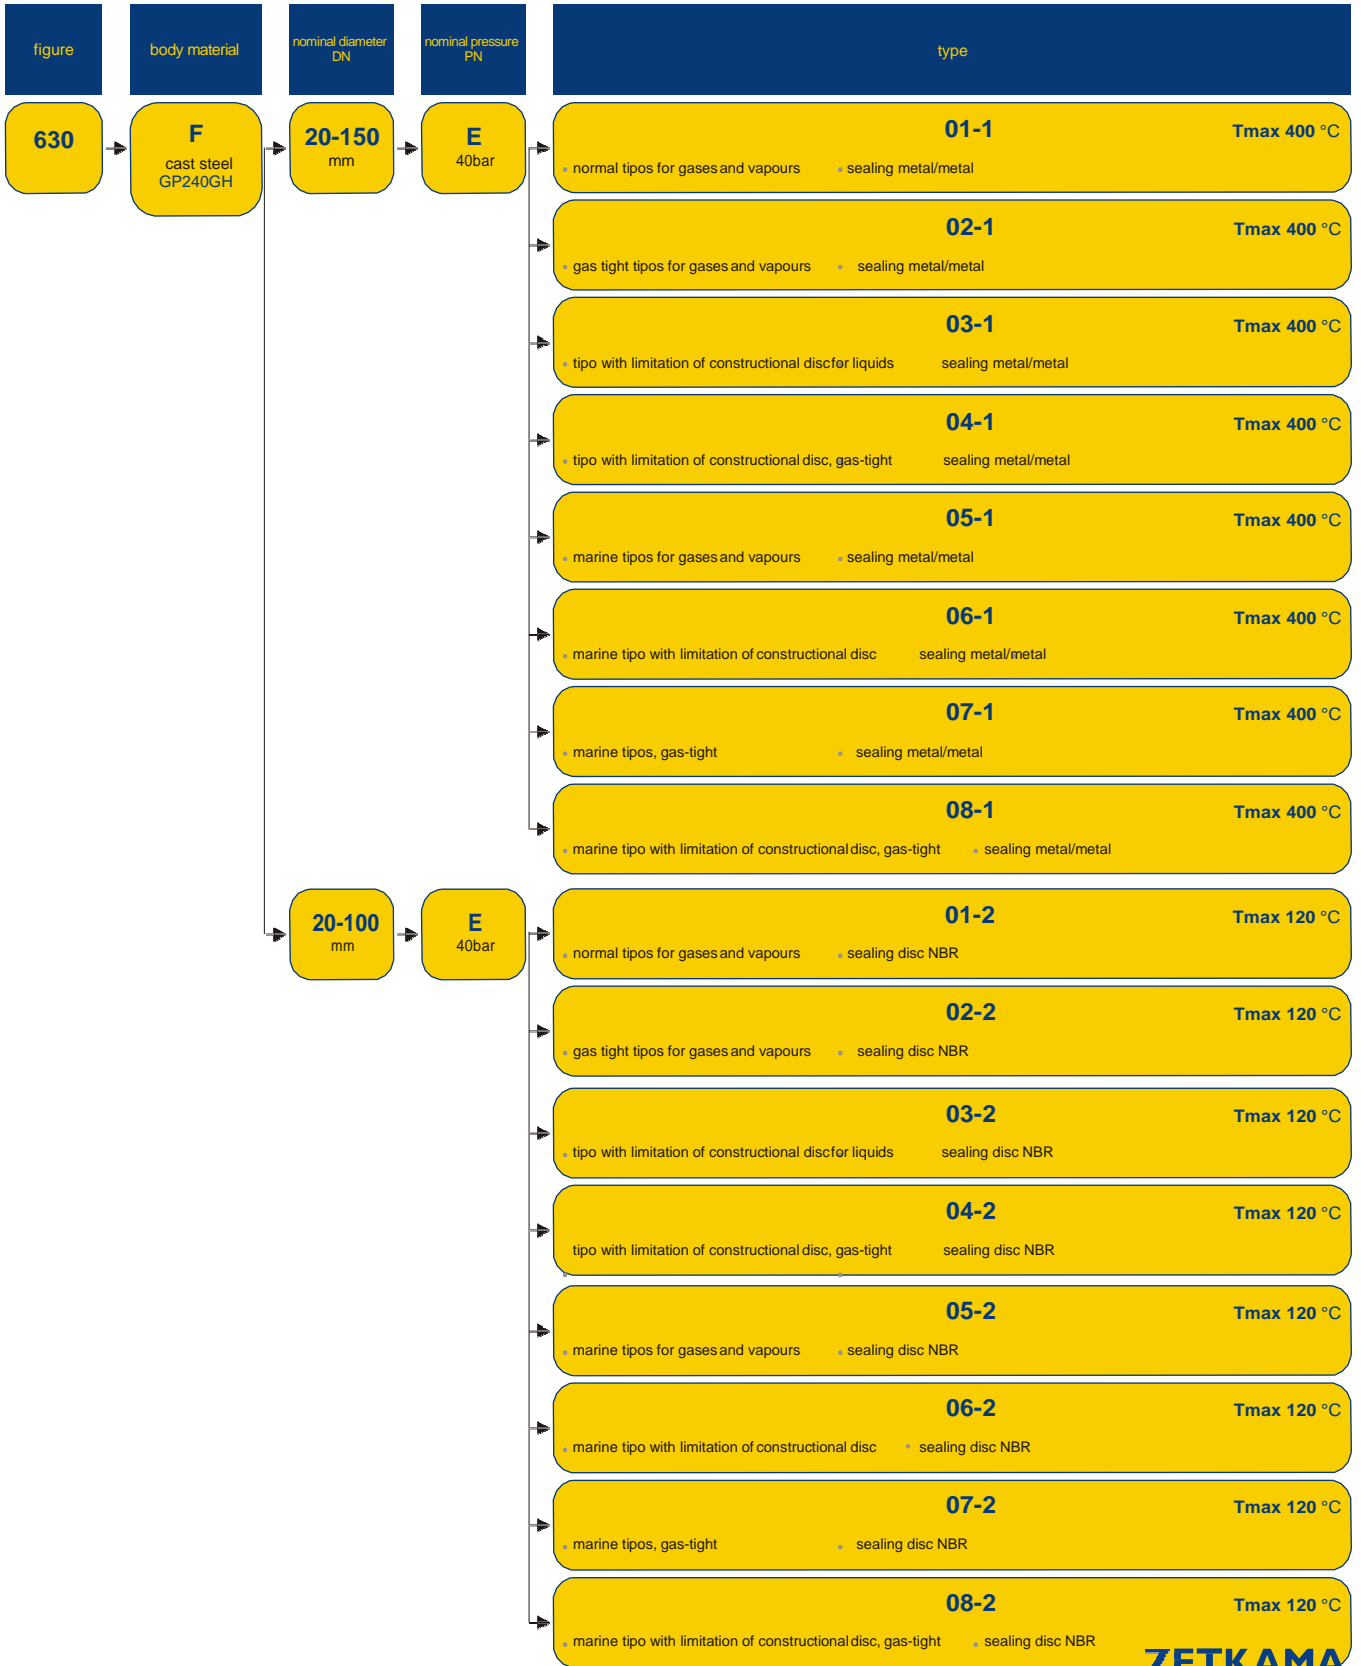 figure
body material
nominal diameter
DN
nominal pressure
PN
type
630
F
cast steel
GP240GH
20-150
mm
E
40bar
01-1 Tmax 400 °C
normal tipos for gases and vapours sealing metal/metal
02-1 Tmax 400 °C
gas tight tipos for gases and vapours sealing metal/metal
03-1 Tmax 400 °C
tipo with limitation of constructional disc for liquids sealing metal/metal
04-1 Tmax 400 °C
tipo with limitation of constructional disc, gas-tight sealing metal/metal
05-1 Tmax 400 °C
marine tipos for gases and vapours sealing metal/metal
06-1 Tmax 400 °C
marine tipo with limitation of constructional disc sealing metal/metal
07-1 Tmax 400 °C
marine tipos, gas-tight sealing metal/metal
08-1 Tmax 400 °C
marine tipo with limitation of constructional disc, gas-tight sealing metal/metal
20-100
mm
E
40bar
01-2 Tmax 120 °C
normal tipos for gases and vapours sealing disc NBR
02-2 Tmax 120 °C
gas tight tipos for gases and vapours sealing disc NBR
03-2 Tmax 120 °C
tipo with limitation of constructional disc for liquids sealing disc NBR
04-2 Tmax 120 °C
tipo with limitation of constructional disc, gas-tight sealing disc NBR
05-2 Tmax 120 °C
marine tipos for gases and vapours sealing disc NBR
06-2 Tmax 120 °C
marine tipo with limitation of constructional disc sealing disc NBR
07-2 Tmax 120 °C
marine tipos, gas-tight sealing disc NBR
08-2 Tmax 120 °C
marine tipo with limitation of constructional disc, gas-tight sealing disc NBR
ZETKAMA